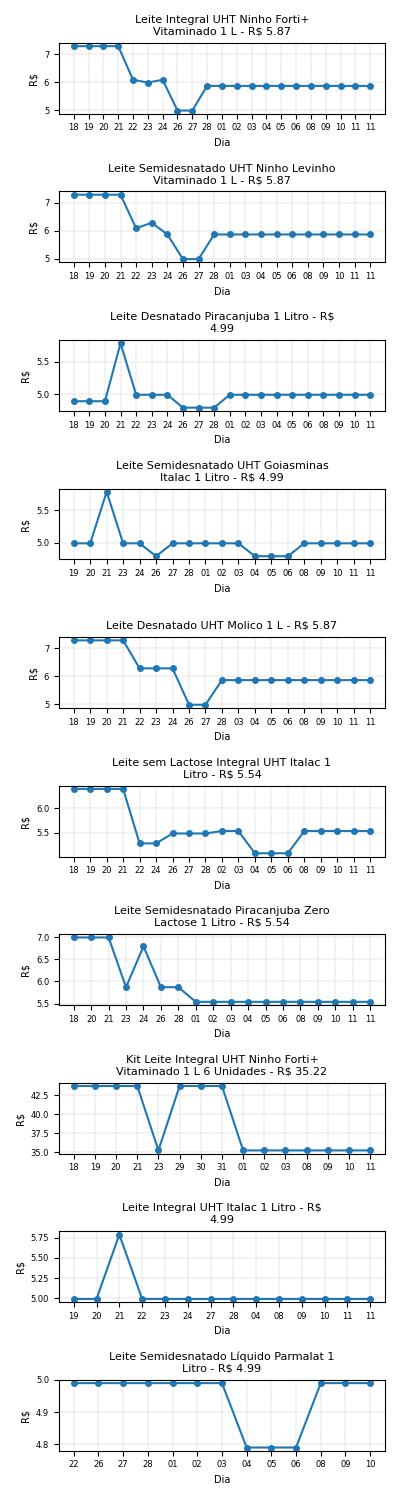 Leite Integral UHT Ninho Forti+
Vitaminado 1 L - R$ 5.87
7
6
5
R$
18 19 20 21 22 23 24 26 27 28 01 02 03 04 05 06 08 09 10 11 11
Dia
Leite Semidesnatado UHT Ninho Levinho
Vitaminado 1 L - R$ 5.87
7
6
5
R$
18 19 20 21 22 23 24 26 27 28 01 02 03 04 05 06 08 09 10 11
Dia
Leite Desnatado Piracanjuba 1 Litro - R$
4.99
5.5
5.0
R$
18 19 20 21 22 23 24 26 27 28 01 02 03 04 05 06 08 09 10 11
Dia
Leite Semidesnatado UHT Goiasminas
Italac 1 Litro - R$ 4.99
5.5
5.0
R$
19 20 21 23 24 26 27 28 01 02 03 04 05 06 08 09 10 11
Dia
Leite Desnatado UHT Molico 1 L - R$ 5.87
7
6
5
R$
18 19 20 21 22 23 24 26 27 28 02 03 04 05 06 08 09 10 11
Dia
Leite sem Lactose Integral UHT Italac 1
Litro - R$ 5.54
6.0
5.5
R$
18 19 20 21 22 24 26 27 28 02 03 04 05 06 08 09 10 11
Dia
Leite Semidesnatado Piracanjuba Zero
Lactose 1 Litro - R$ 5.54
7.0
6.5
6.0
5.5
R$
18 20 21 23 24 26 28 01 02 03 04 05 06 08 09 10 11
Dia
Kit Leite Integral UHT Ninho Forti+
Vitaminado 1 L 6 Unidades - R$ 35.22
42.5
40.0
37.5
35.0
R$
18 19 20 21 23 29 30 31 01 02 03 08 09 10 11
Dia
Leite Integral UHT Italac 1 Litro - R$
4.99
5.75
5.50
5.25
5.00
R$
19 20 21 22 23 24 27 28 04 08 09 10 11
Dia
Leite Semidesnatado Líquido Parmalat 1
Litro - R$ 4.99
5.0
4.9
4.8
R$
22 26 27 28 01 02 03 04 05 06 08 09 10
Dia